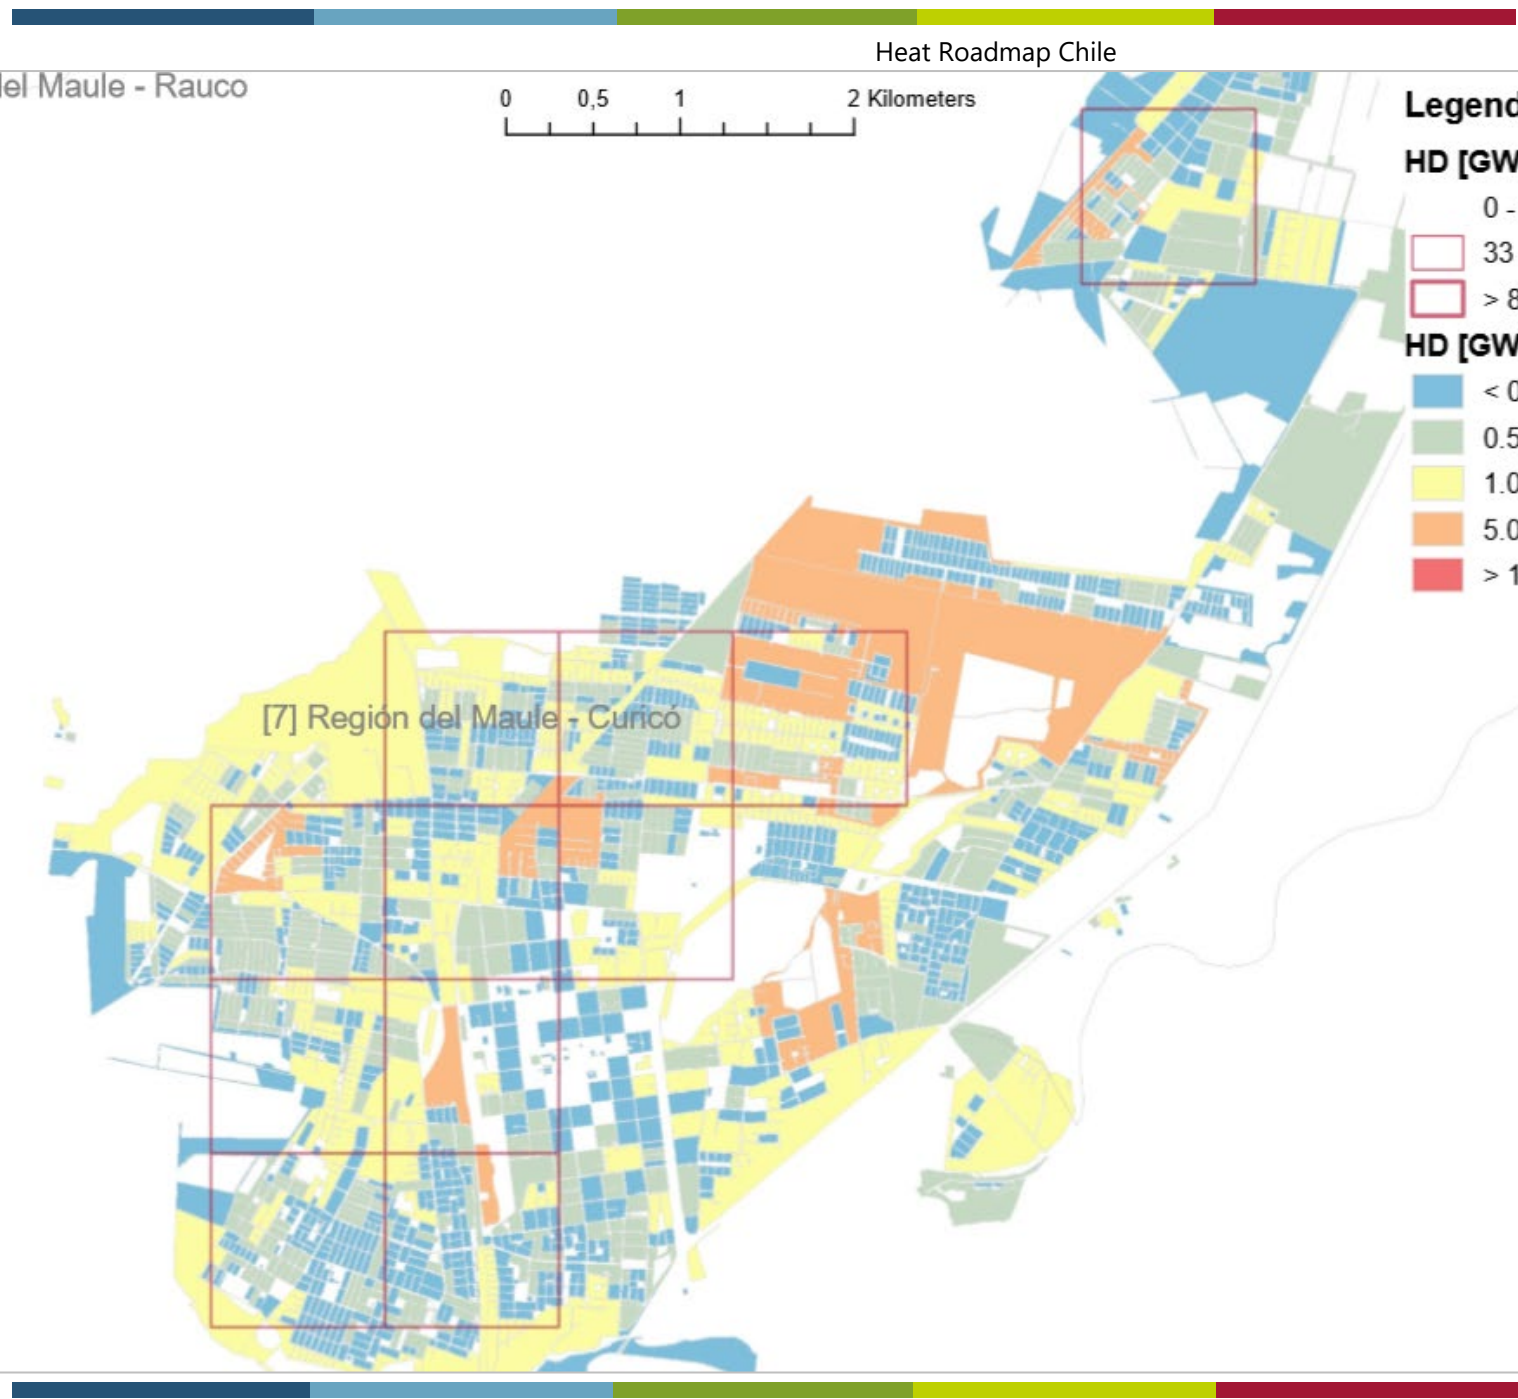 Heat Roadmap Chile
del Maule - Rauco
0 0,5 1 2 Kilometers
Legend
HD [GW
0 -
33
> 8
HD [GW
< 0
0.5
1.0
5.0
> 1
[7] Región del Maule - Curicó